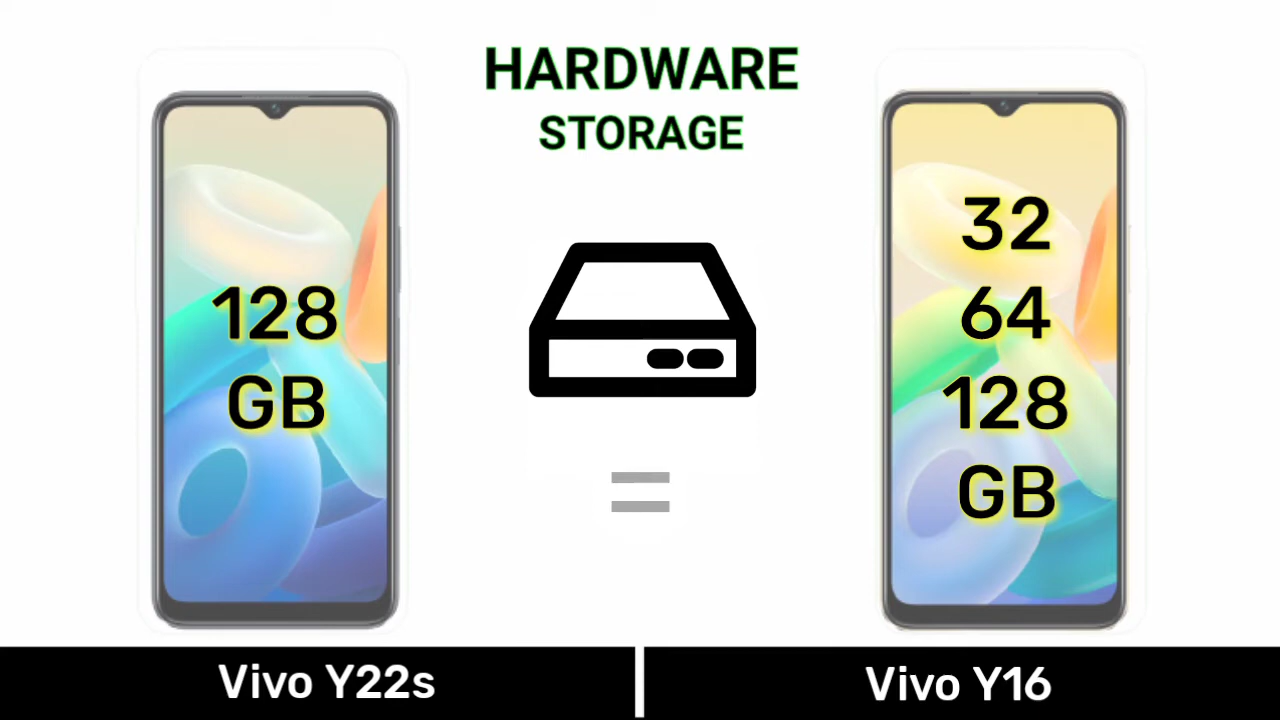 HARDWARE
STORAGE
128
GB
=
32
64
128
GB
Vivo Y22s
Vivo Y16